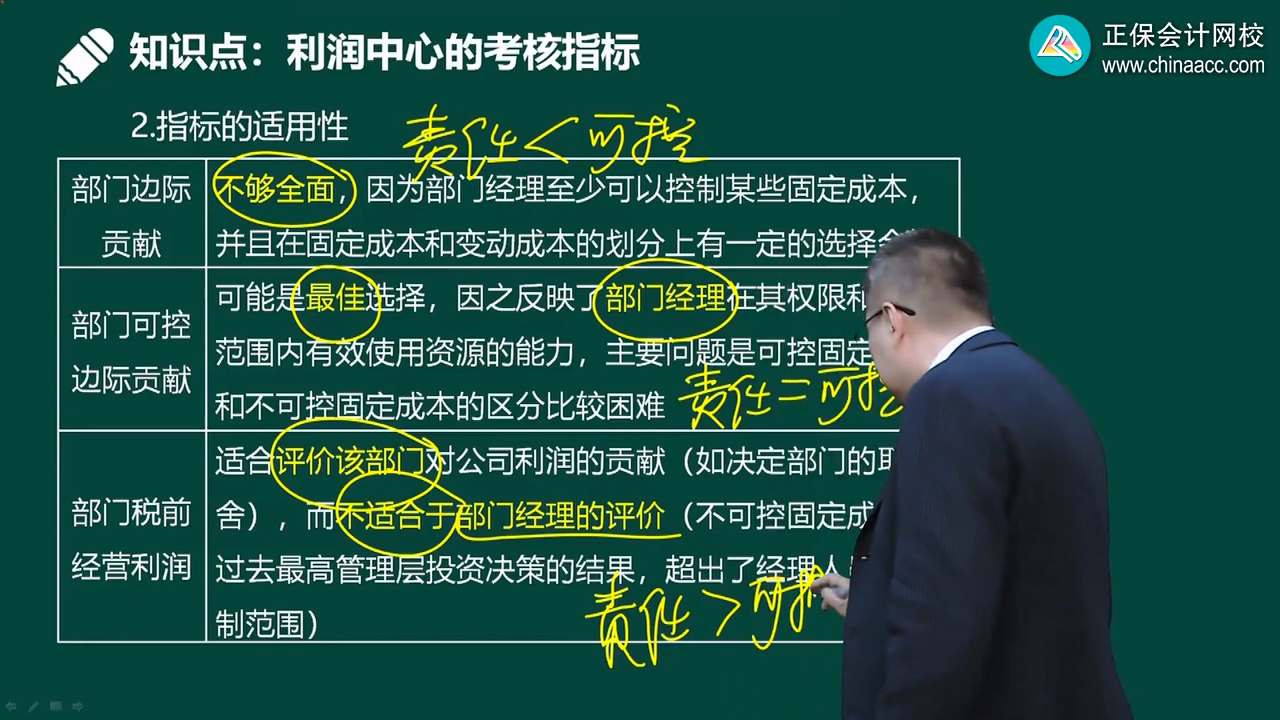 知识点：利润中心的考核指标
正保会计网校
www.chinaacc.com
2.指标的适用性
责任＜可控
部门边际
贡献
不够全面，因为部门经理至少可以控制某些固定成本，
并且在固定成本和变动成本的划分上有一定的选择余
部门可控
边际贡献
可能是最佳选择，因之反映了部门经理在其权限和
范围内有效使用资源的能力，主要问题是可控固定
和不可控固定成本的区分比较困难
责任＝可控
部门税前
经营利润
适合评价该部门对公司利润的贡献（如决定部门的取
舍），而不适合于部门经理的评价（不可控固定成
过去最高管理层投资决策的结果，超出了经理人
制范围）
责任＞可控